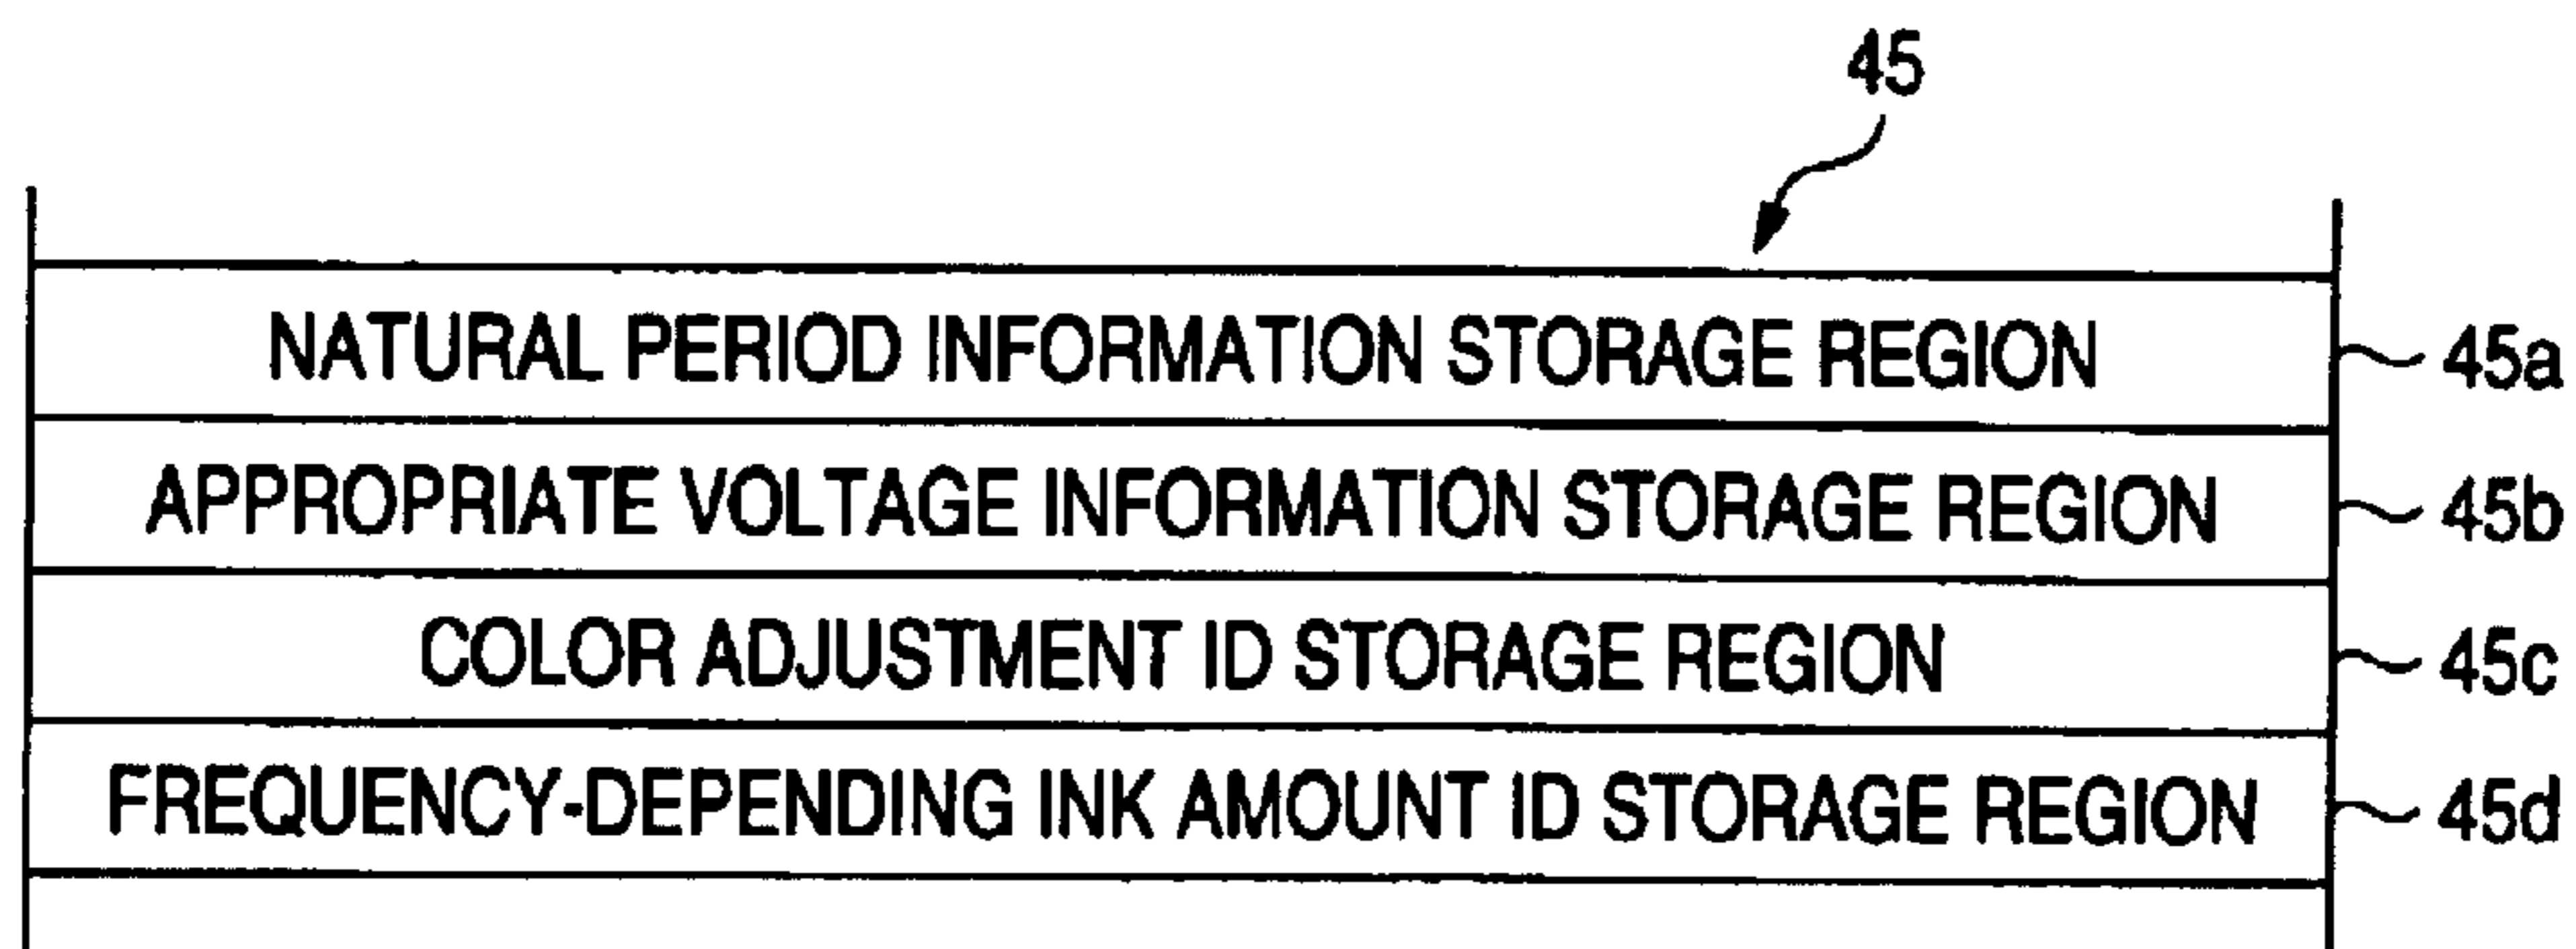 45
NATURAL PERIOD INFORMATION STORAGE REGION 45a
APPROPRIATE VOLTAGE INFORMATION STORAGE REGION 45b
COLOR ADJUSTMENT ID STORAGE REGION 45c
FREQUENCY-DEPENDING INK AMOUNT ID STORAGE REGION 45d